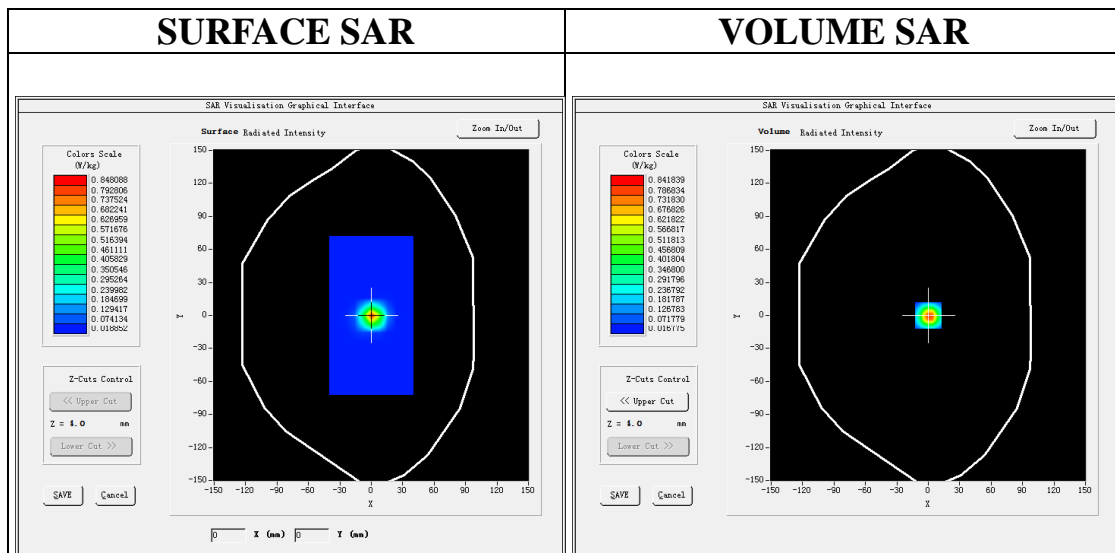 SURFACE SAR
VOLUME SAR
SAR Visualisation Graphical Interface
Surface Radiated Intensity
Zoom In/Out
Colors Scale
(W/kg)
0.848088
0.792806
0.737524
0.682241
0.626959
0.571676
0.516394
0.461111
0.405829
0.350546
0.295264
0.239982
0.184699
0.129417
0.074134
0.018852
150
120
90
60
30
0
-30
-60
-90
-120
-150
Y
-150 -120 -90 -60 -30 0 30 60 90 120 150
X
Z-Cuts Control
<< Upper Cut
Z = 4.0 mm
Lower Cut >>
SAVE
Cancel
0 X (mm) 0 Y (mm)
SAR Visualisation Graphical Interface
Volume Radiated Intensity
Zoom In/Out
Colors Scale
(W/kg)
0.841839
0.786834
0.731830
0.676826
0.621822
0.566817
0.511813
0.456809
0.401804
0.346800
0.291796
0.236792
0.181787
0.126783
0.071779
0.016775
150
120
90
60
30
0
-30
-60
-90
-120
-150
Y
-150 -120 -90 -60 -30 0 30 60 90 120 150
X
Z-Cuts Control
<< Upper Cut
Z = 4.0 mm
Lower Cut >>
SAVE
Cancel